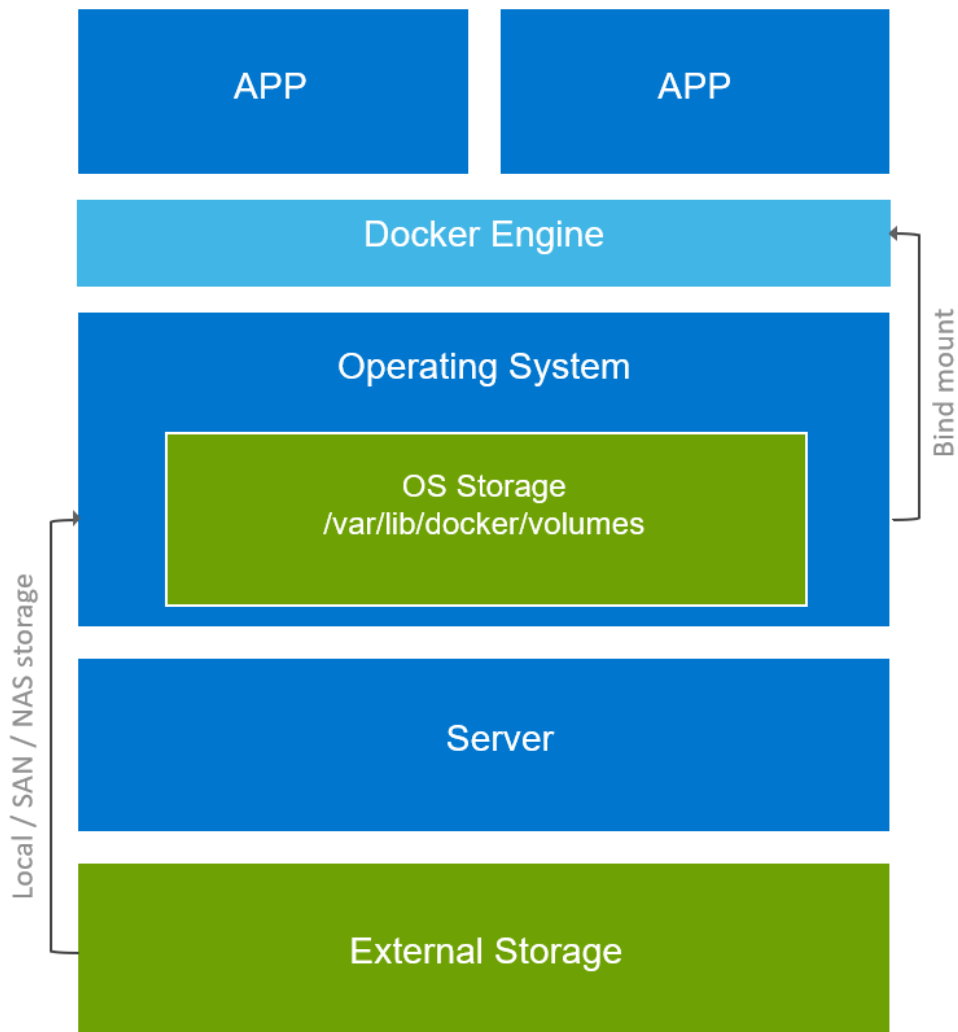 APP
APP
Docker Engine
Bind mount
Operating System
OS Storage
/var/lib/docker/volumes
Local / SAN / NAS storage
Server
External Storage